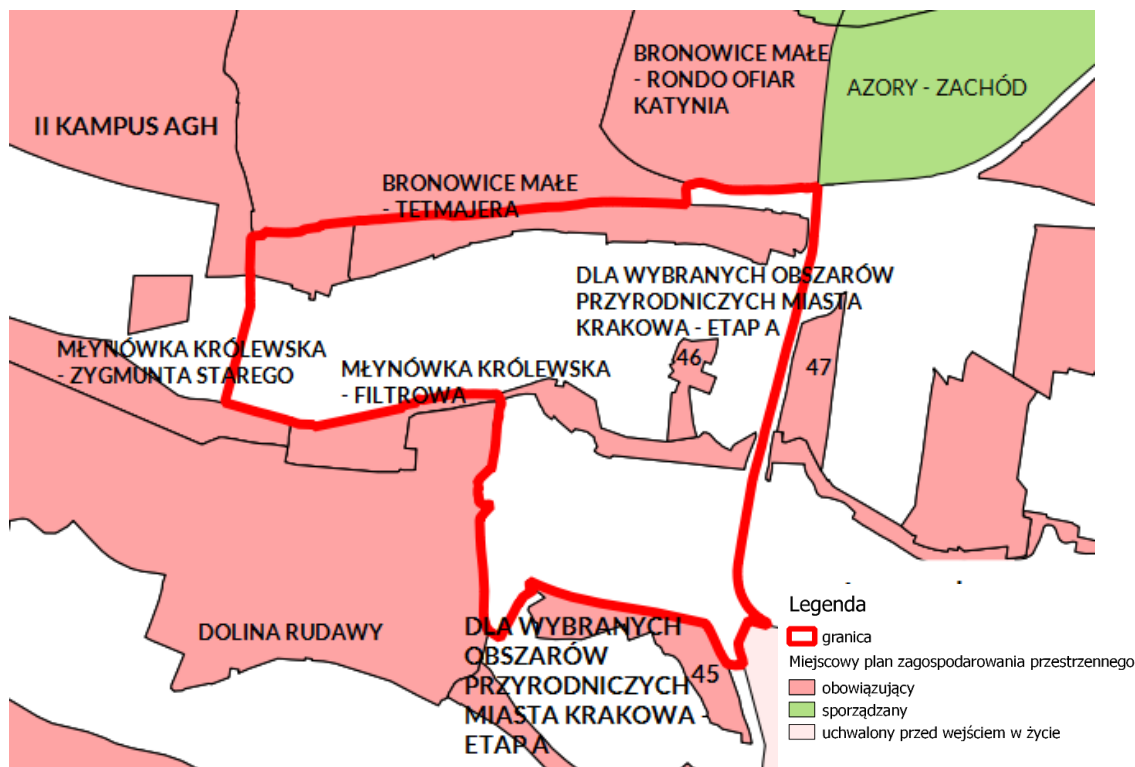 BRONOWICE MAŁE
- RONDO OFIAR
KATYNIA
AZORY - ZACHÓD
II KAMPUS AGH
BRONOWICE MAŁE
- TETMAJERA
DLA WYBRANYCH OBSZARÓW
PRZYRODNICZYCH MIASTA
KRAKOWA - ETAP A
MŁYNÓWKA KRÓLEWSKA
- ZYGMUNTA STAREGO
MŁYNÓWKA KRÓLEWSKA
- FILTROWA
46
47
DOLINA RUDAWY
DLA WYBRANYCH
OBSZARÓW
PRZYRODNICZYCH
MIASTA KRAKOWA -
ETAP A
45
Legenda
granica
Miejscowy plan zagospodarowania przestrzennego
obowiązujący
sporządzany
uchwalony przed wejściem w życie